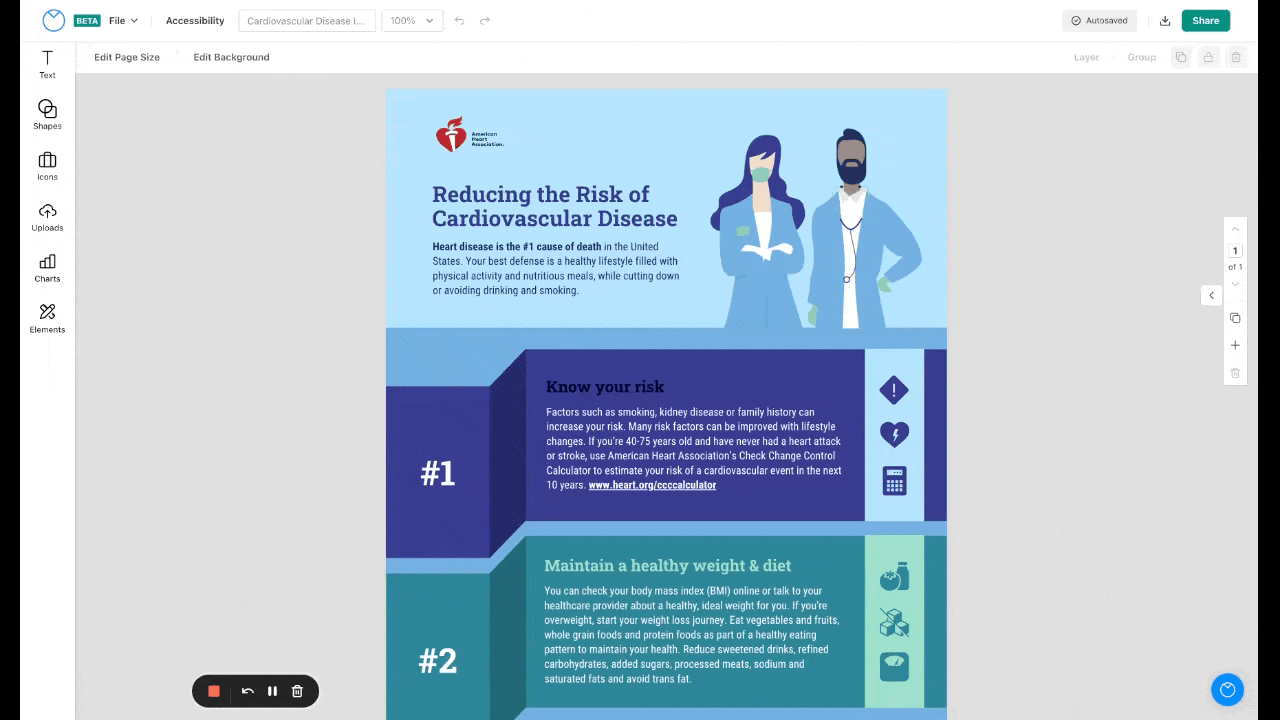 BETA File Accessibility Cardiovascular Disease I... 100% Autosaved Share
Edit Page Size Edit Background Layer Group
Text
Shapes
Icons
Uploads
Charts
Elements
American
Heart
Association.
Reducing the Risk of
Cardiovascular Disease
Heart disease is the #1 cause of death in the United
States. Your best defense is a healthy lifestyle filled with
physical activity and nutritious meals, while cutting down
or avoiding drinking and smoking.
#1
Know your risk
Factors such as smoking, kidney disease or family history can
increase your risk. Many risk factors can be improved with lifestyle
changes. If you're 40-75 years old and have never had a heart attack
or stroke, use American Heart Association's Check Change Control
Calculator to estimate your risk of a cardiovascular event in the next
10 years. www.heart.org/ccccalculator
#2
Maintain a healthy weight & diet
You can check your body mass index (BMI) online or talk to your
healthcare provider about a healthy, ideal weight for you. If you're
overweight, start your weight loss journey. Eat vegetables and fruits,
whole grain foods and protein foods as part of a healthy eating
pattern to maintain your health. Reduce sweetened drinks, refined
carbohydrates, added sugars, processed meats, sodium and
saturated fats and avoid trans fat.
1
of 1